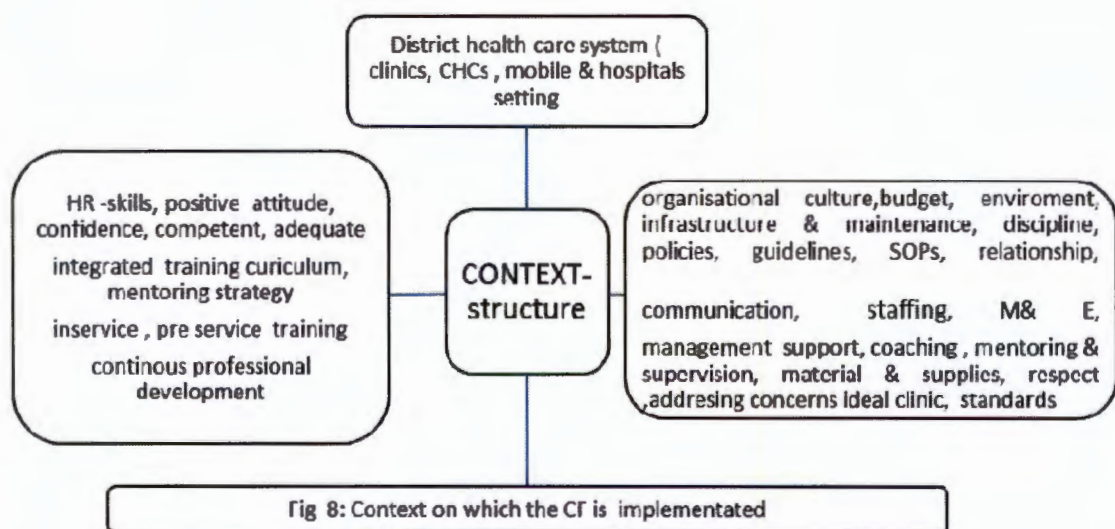 District health care system (
clinics, CHCs , mobile & hospitals
setting
HR -skills, positive attitude,
confidence, competent, adequate
integrated training curiculum,
mentoring strategy
inservice , pre service training
continous professional
development
CONTEXT-
structure
organisational culture,budget, enviroment,
infrastructure & maintenance, discipline,
policies, guidelines, SOPs, relationship,
communication, staffing, M& E,
management support, coaching , mentoring &
supervision, material & supplies, respect
,addresing concerns Ideal clinic, standards
Fig 8: Context on which the CF is implementated